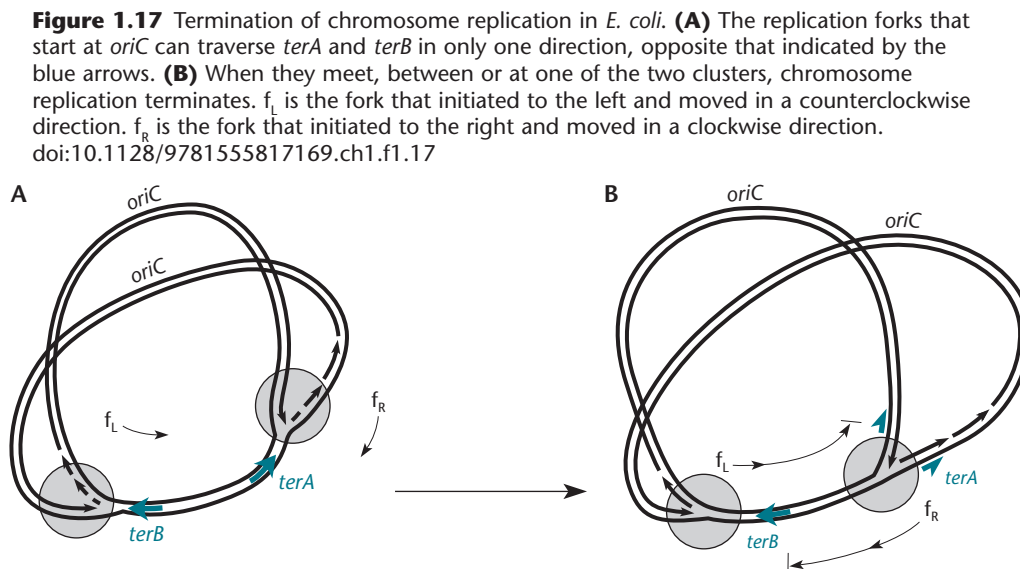 Figure 1.17 Termination of chromosome replication in E. coli. (A) The replication forks that
start at oriC can traverse terA and terB in only one direction, opposite that indicated by the
blue arrows. (B) When they meet, between or at one of the two clusters, chromosome
replication terminates. fL is the fork that initiated to the left and moved in a counterclockwise
direction. fR is the fork that initiated to the right and moved in a clockwise direction.
doi:10.1128/9781555817169.ch1.f1.17
A
oriC
oriC
fL
fR
terA
terB
B
oriC
oriC
fL
terA
fR
terB